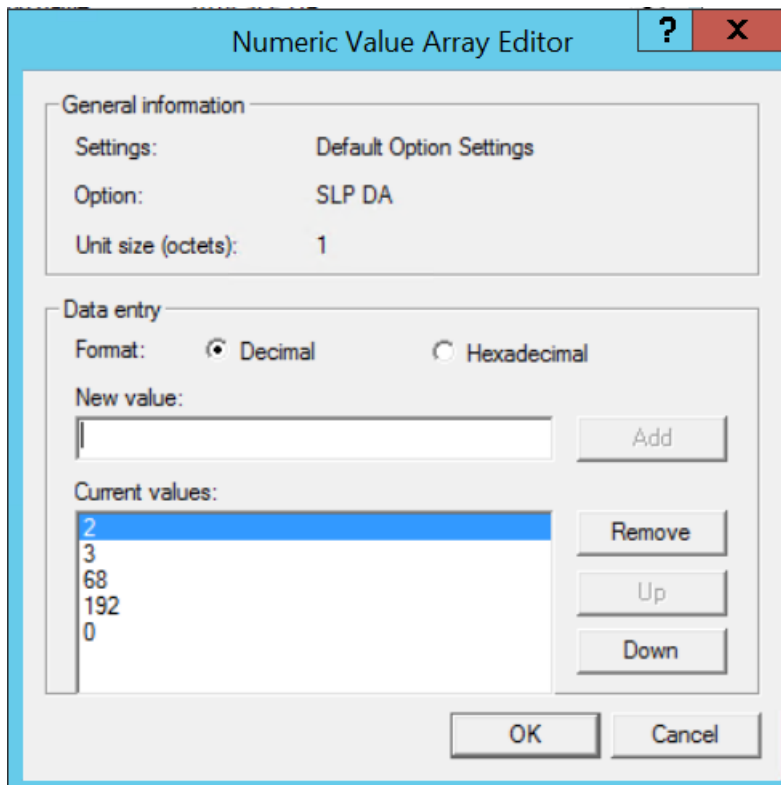 Numeric Value Array Editor
? X
General information
Settings: Default Option Settings
Option: SLP DA
Unit size (octets): 1
Data entry
Format: Decimal Hexadecimal
New value:
Add
Current values:
2
3
68
192
0
Remove
Up
Down
OK Cancel